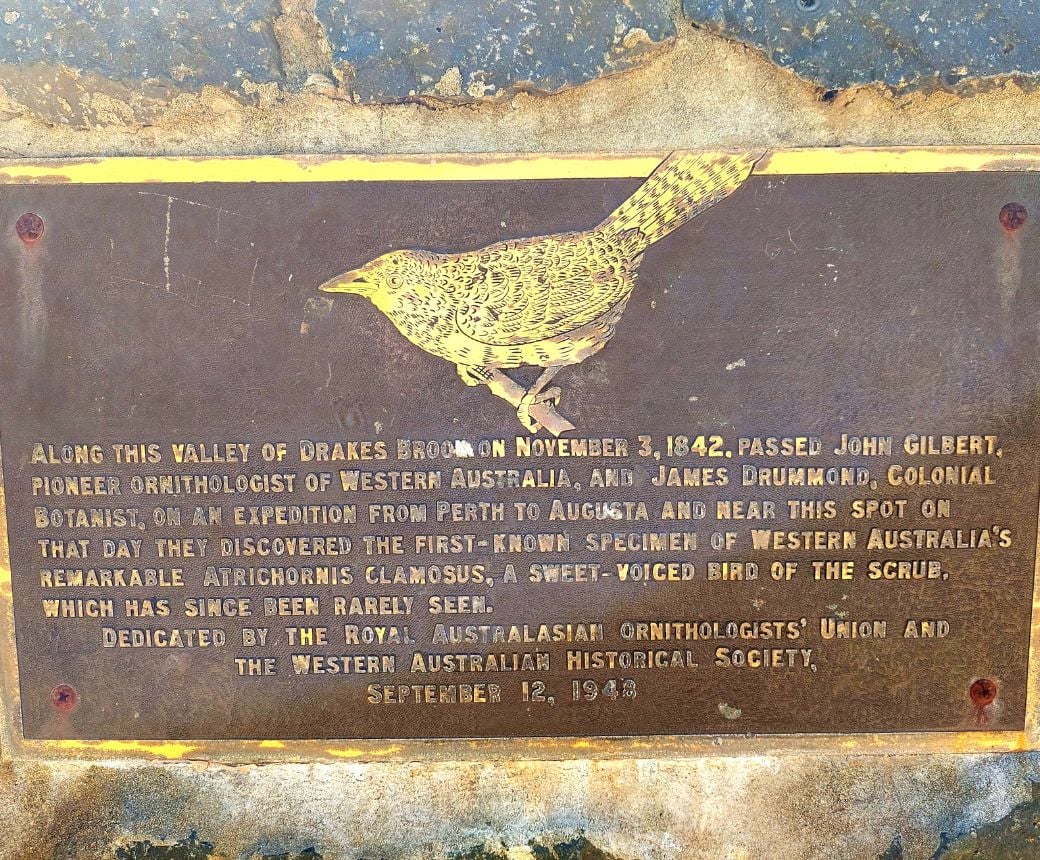 ALONG THIS VALLEY OF DRAKES BROOK ON NOVEMBER 3, 1842, PASSED JOHN GILBERT,
PIONEER ORNITHOLOGIST OF WESTERN AUSTRALIA, AND JAMES DRUMMOND, COLONIAL
BOTANIST, ON AN EXPEDITION FROM PERTH TO AUGUSTA AND NEAR THIS SPOT ON
THAT DAY THEY DISCOVERED THE FIRST-KNOWN SPECIMEN OF WESTERN AUSTRALIA'S
REMARKABLE ATRICHORNIS CLAMOSUS, A SWEET-VOICED BIRD OF THE SCRUB,
WHICH HAS SINCE BEEN RARELY SEEN.
DEDICATED BY THE ROYAL AUSTRALASIAN ORNITHOLOGISTS' UNION AND
THE WESTERN AUSTRALIAN HISTORICAL SOCIETY,
SEPTEMBER 12, 1948